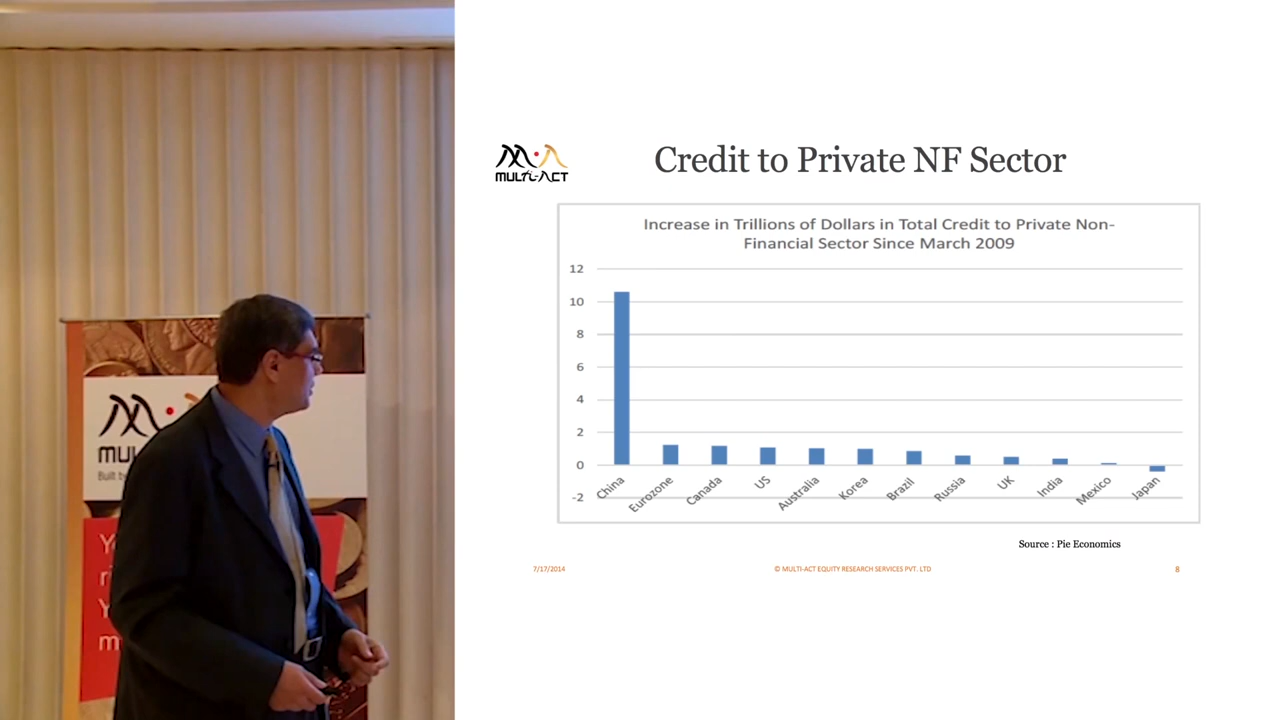 MULTI-ACT
Credit to Private NF Sector
Increase in Trillions of Dollars in Total Credit to Private Non-
Financial Sector Since March 2009
12
10
8
6
4
2
0
-2
China
Eurozone
Canada
US
Australia
Korea
Brazil
Russia
UK
India
Mexico
Japan
Source : Pie Economics
7/17/2014
© MULTI-ACT EQUITY RESEARCH SERVICES PVT. LTD
8
MUL
Built b
Y
r
Y
m